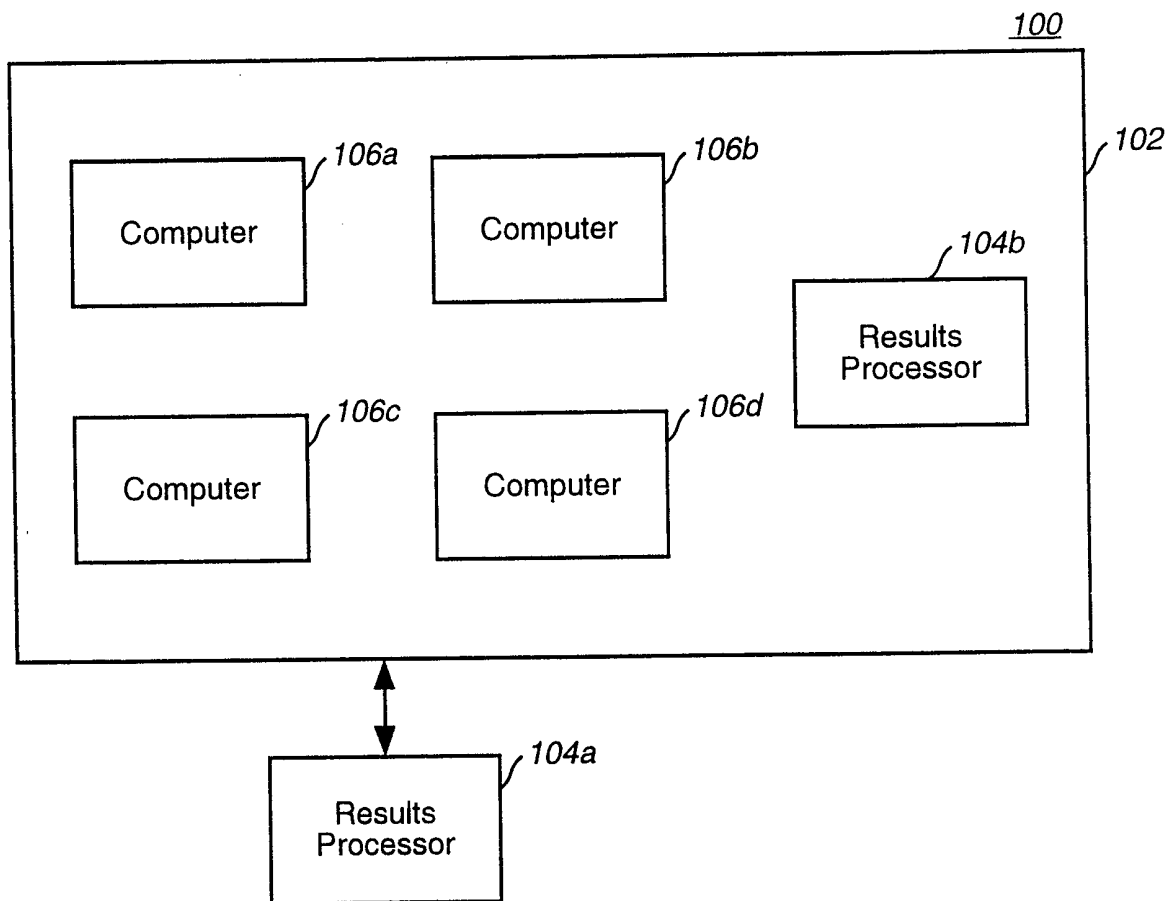 100
102
106a
106b
Computer
Computer
104b
Results
Processor
106c
106d
Computer
Computer
104a
Results
Processor